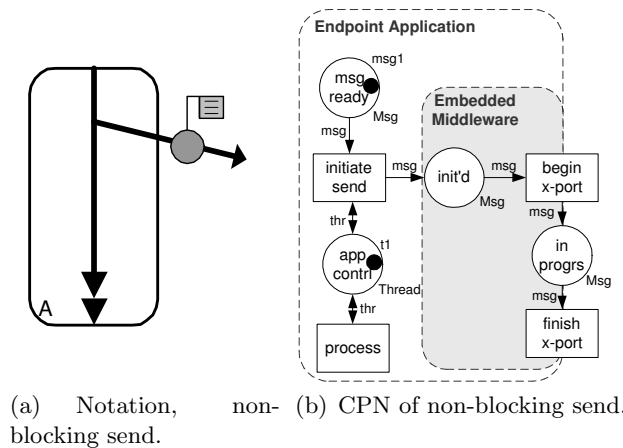 Endpoint Application
msg1
msg
ready
Msg
msg
Embedded
Middleware
initiate
send
msg
init'd
msg
begin
x-port
Msg
msg
thr
in
progrs
t1
app
contrl
Msg
Thread
msg
thr
process
finish
x-port
A
(a) Notation, non-
blocking send.
(b) CPN of non-blocking send.